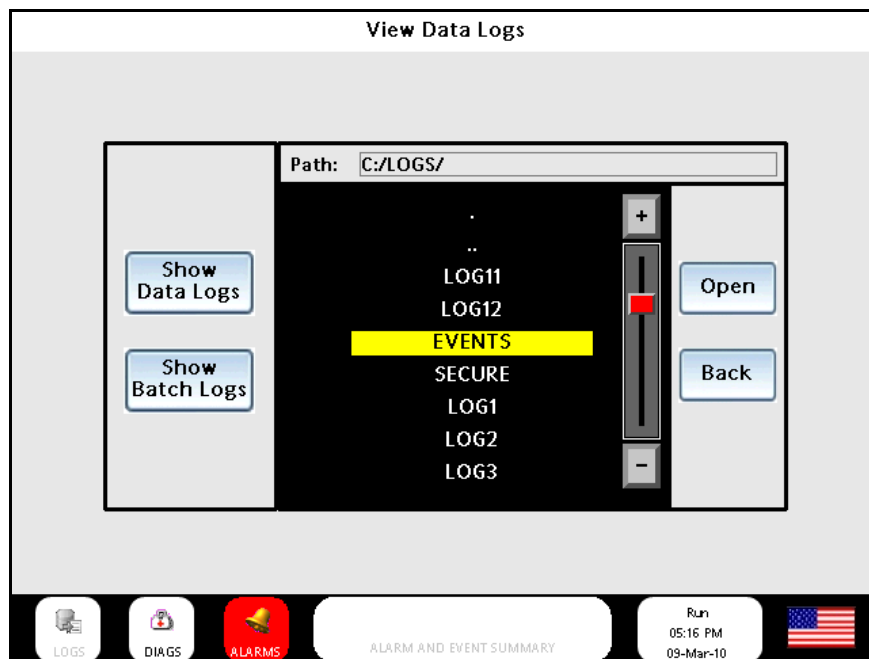 View Data Logs
Path: C:/LOGS/
.
..
LOG11
LOG12
EVENTS
SECURE
LOG1
LOG2
LOG3
Show
Data Logs
Show
Batch Logs
+
-
Open
Back
LOGS
DIAGS
ALARMS
ALARM AND EVENT SUMMARY
Run
05:16 PM
09-Mar-10